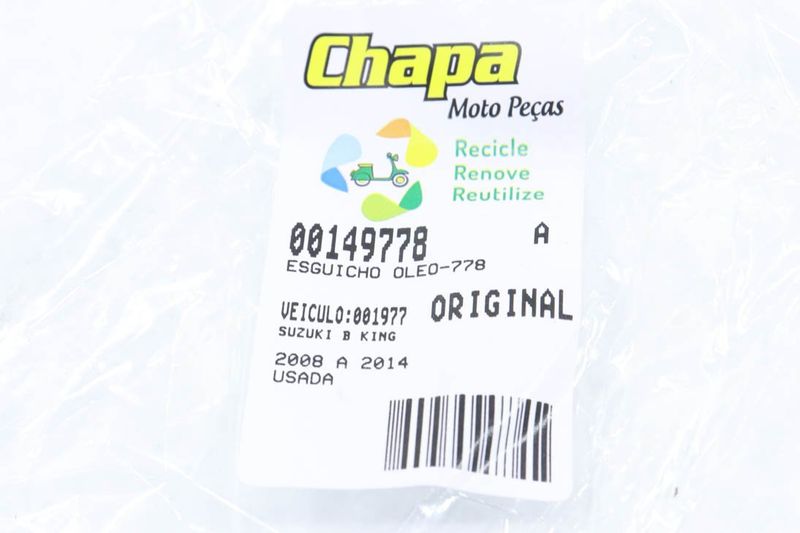 Chapa
Moto Peças
Recicle
Renove
Reutilize
00149778 A
ESGUICHO OLEO-778
VEICULO:001977 ORIGINAL
SUZUKI B KING
2008 A 2014
USADA